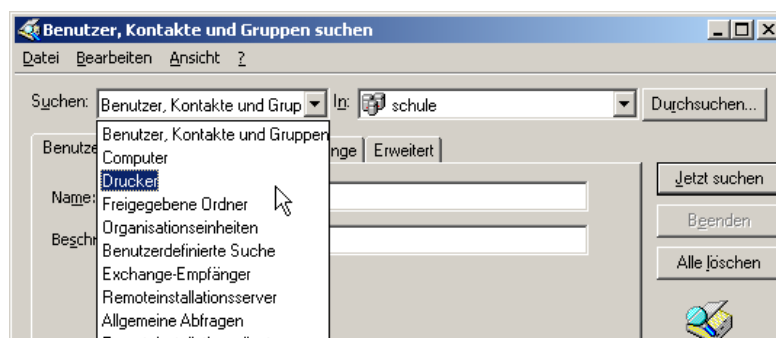 Benutzer, Kontakte und Gruppen suchen
Datei Bearbeiten Ansicht ?
Suchen: Benutzer, Kontakte und Grup In: schule Durchsuchen...
Benutzer, Kontakte und Gruppen
Erweitert
Computer
Drucker
Jetzt suchen
Name:
Freigegebene Ordner
Organisationseinheiten
Beenden
Benutzerdefinierte Suche
Exchange-Empfänger
Alle löschen
Remoteinstallationsserver
Allgemeine Abfragen